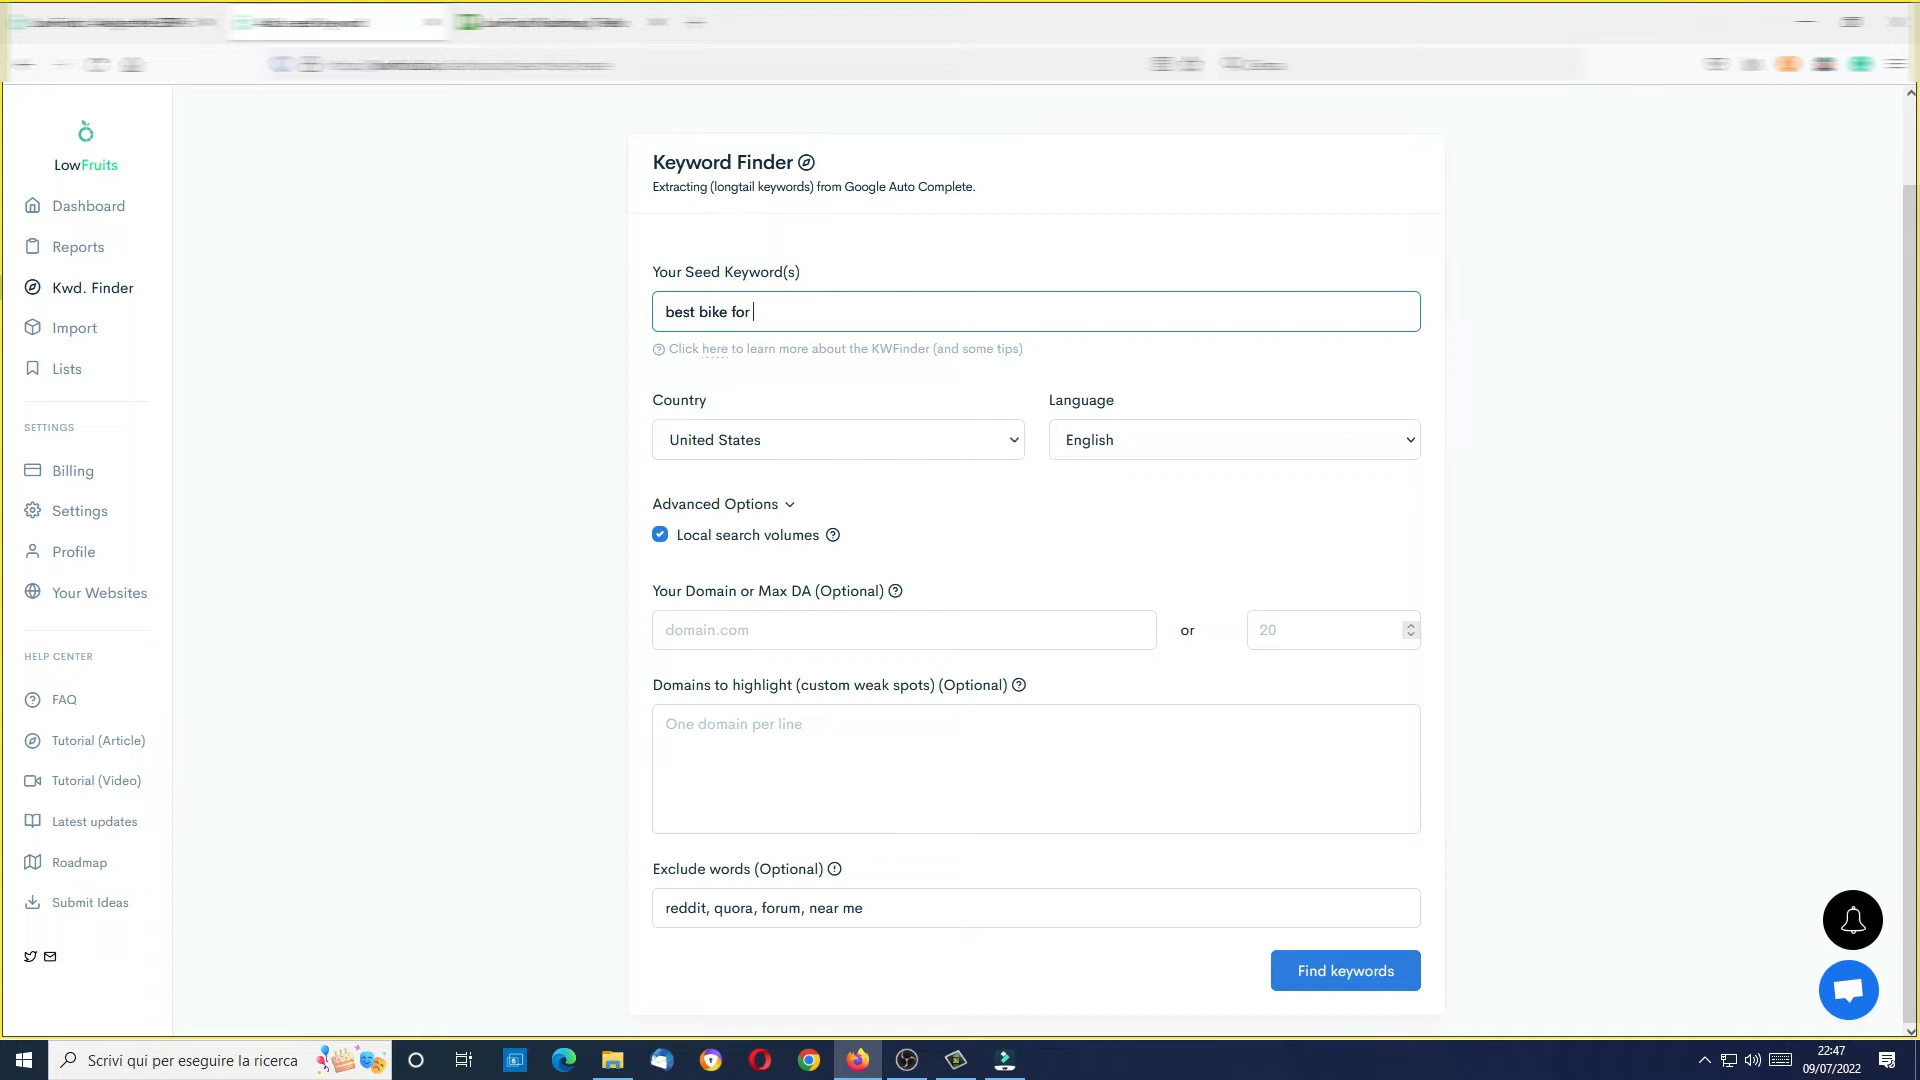 LowFruits
Dashboard
Reports
Kwd. Finder
Import
Lists
SETTINGS
Billing
Settings
Profile
Your Websites
HELP CENTER
FAQ
Tutorial (Article)
Tutorial (Video)
Latest updates
Roadmap
Submit Ideas
Keyword Finder
Extracting (longtail keywords) from Google Auto Complete.
Your Seed Keyword(s)
best bike for
Click here to learn more about the KWFinder (and some tips)
Country Language
United States English
Advanced Options
Local search volumes
Your Domain or Max DA (Optional)
domain.com or 20
Domains to highlight (custom weak spots) (Optional)
One domain per line
Exclude words (Optional)
reddit, quora, forum, near me
Find keywords
Scrivi qui per eseguire la ricerca
22:47
09/07/2022